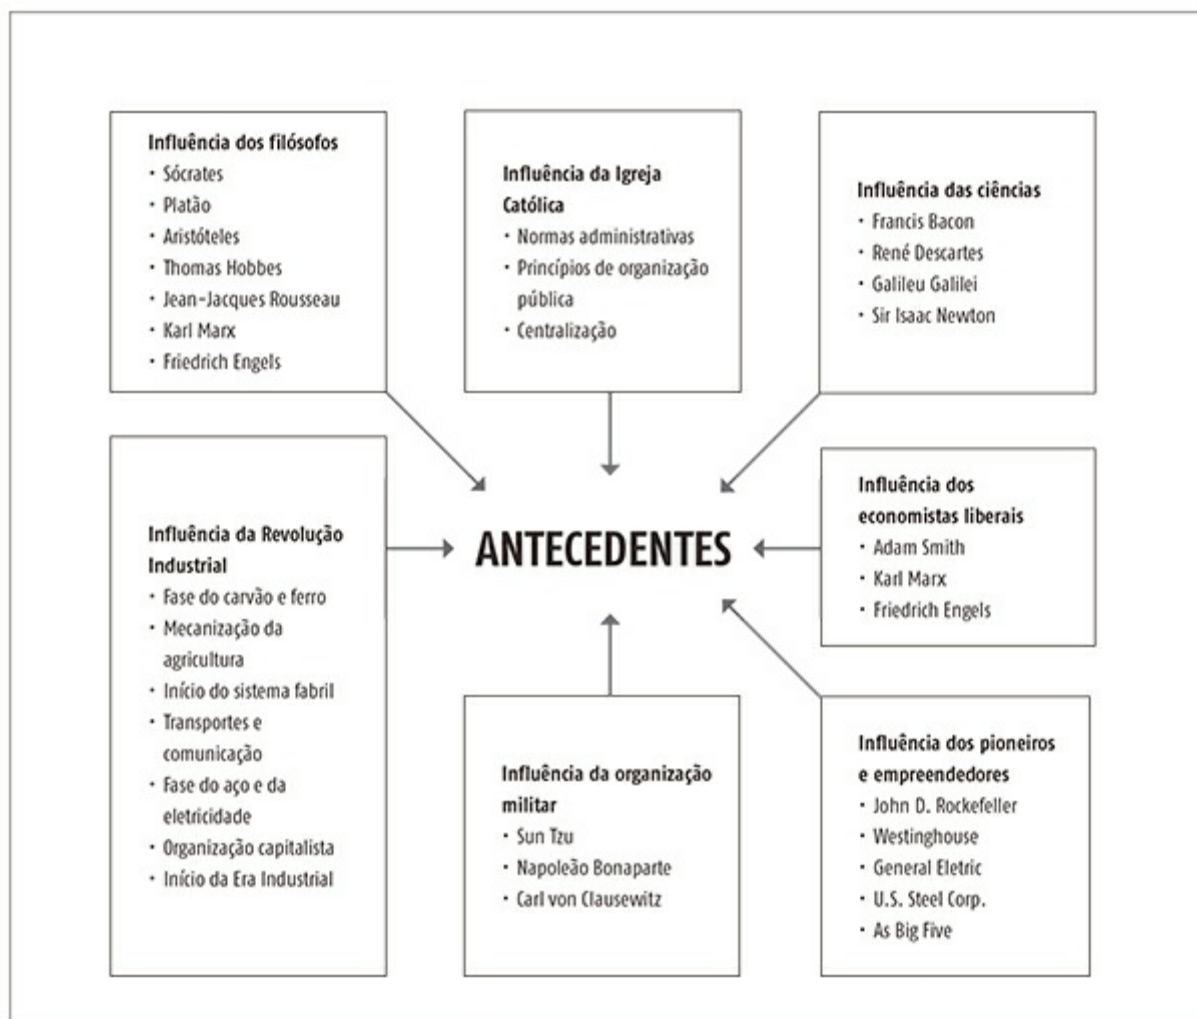 Influência dos filósofos
• Sócrates
• Platão
• Aristóteles
• Thomas Hobbes
• Jean-Jacques Rousseau
• Karl Marx
• Friedrich Engels
Influência da Igreja
Católica
• Normas administrativas
• Princípios de organização
pública
• Centralização
Influência das ciências
• Francis Bacon
• René Descartes
• Galileu Galilei
• Sir Isaac Newton
Influência da Revolução
Industrial
• Fase do carvão e ferro
• Mecanização da
agricultura
• Início do sistema fabril
• Transportes e
comunicação
• Fase do aço e da
eletricidade
• Organização capitalista
• Início da Era Industrial
ANTECEDENTES
Influência dos
economistas liberais
• Adam Smith
• Karl Marx
• Friedrich Engels
Influência da organização
militar
• Sun Tzu
• Napoleão Bonaparte
• Carl von Clausewitz
Influência dos pioneiros
e empreendedores
• John D. Rockefeller
• Westinghouse
• General Eletric
• U.S. Steel Corp.
• As Big Five